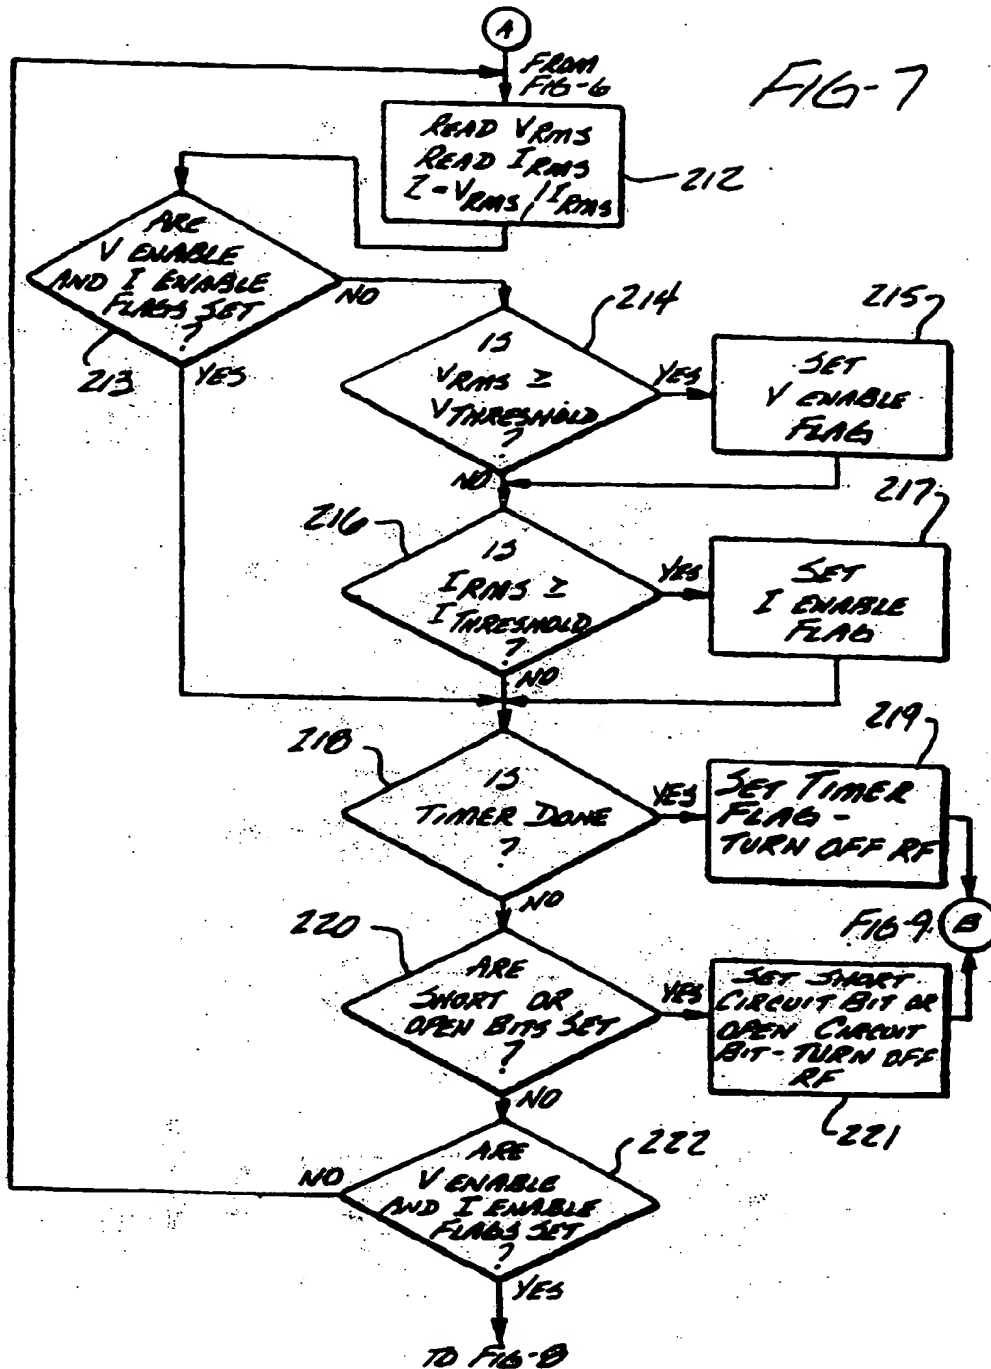 A
FROM
FIG-6
FIG-7
READ VRMS
READ IRMS
Z=VRMS/IRMS
212
ARE
V ENABLE
AND I ENABLE
FLAGS SET
?
213
NO
YES
214
IS
VRMS ≥
VTHRESHOLD
?
YES
NO
215
SET
V ENABLE
FLAG
216
IS
IRMS ≥
ITHRESHOLD
?
YES
NO
217
SET
I ENABLE
FLAG
218
IS
TIMER DONE
?
YES
NO
219
SET TIMER
FLAG -
TURN OFF RF
FIG-9
B
220
ARE
SHORT OR
OPEN BITS SET
?
YES
NO
SET SHORT
CIRCUIT BIT OR
OPEN CIRCUIT
BIT - TURN OFF
RF
221
222
ARE
V ENABLE
AND I ENABLE
FLAGS SET
?
NO
YES
TO FIG-8